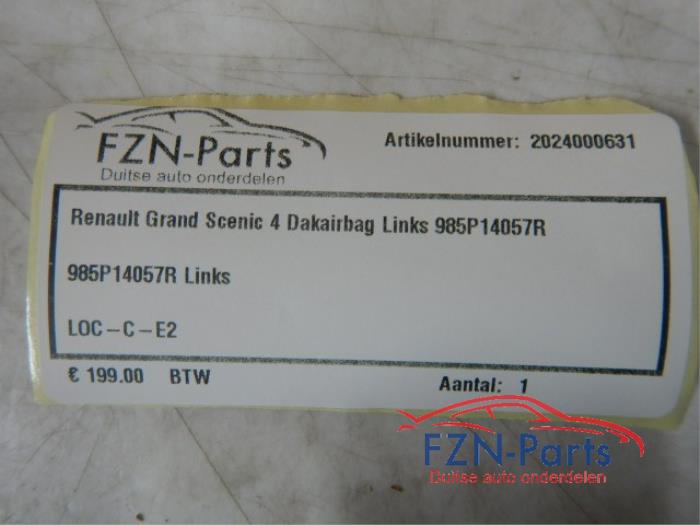 FZN-Parts
Duitse auto onderdelen
Artikelnummer: 2024000631
Renault Grand Scenic 4 Dakairbag Links 985P14057R
985P14057R Links
LOC-C-E2
€ 199.00 BTW
Aantal: 1
FZN-Parts
Duitse auto onderdelen